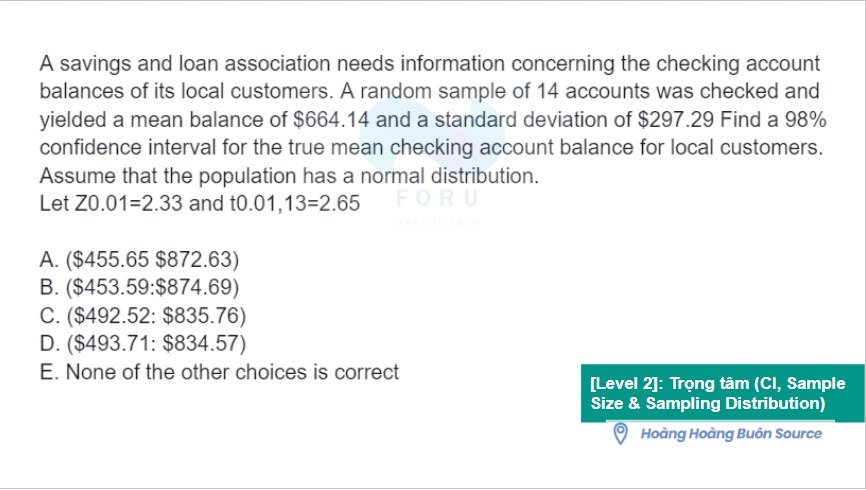 A savings and loan association needs information concerning the checking account
balances of its local customers. A random sample of 14 accounts was checked and
yielded a mean balance of $664.14 and a standard deviation of $297.29 Find a 98%
confidence interval for the true mean checking account balance for local customers.
Assume that the population has a normal distribution.
FORU
Let Z0.01=2.33 and t0.01,13=2.65
A. ($455.65 $872.63)
B. ($453.59:$874.69)
C. ($492.52: $835.76)
D. ($493.71: $834.57)
E. None of the other choices is correct
[Level 2]: Trọng tâm (CI, Sample
Size & Sampling Distribution)
Hoàng Hoàng Buôn Source